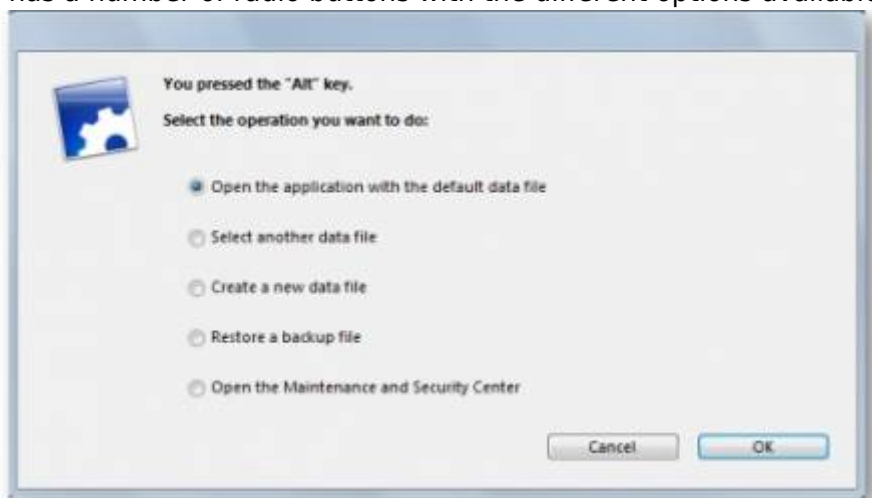 has a number of radio buttons with the different options available
You pressed the "Alt" key.
Select the operation you want to do:
Open the application with the default data file
Select another data file
Create a new data file
Restore a backup file
Open the Maintenance and Security Center
Cancel OK